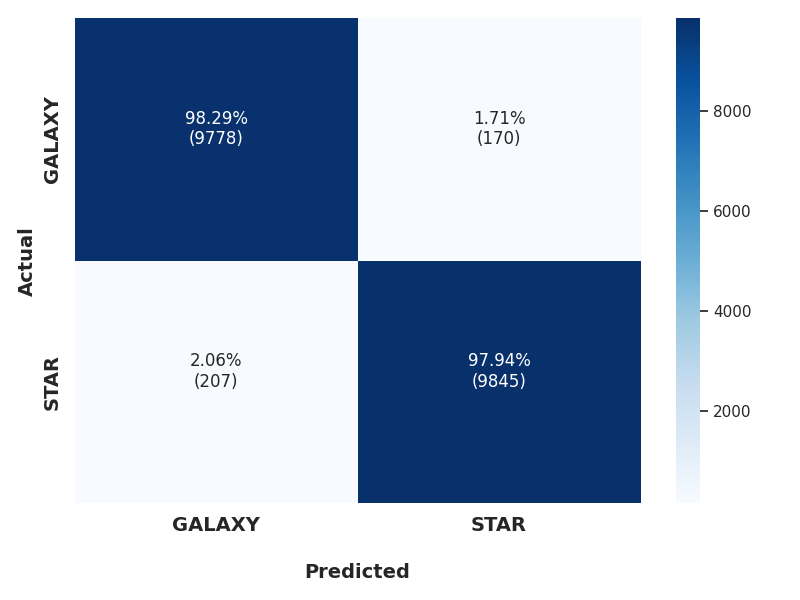 GALAXY
98.29%
(9778)
1.71%
(170)
8000
6000
Actual
4000
STAR
2.06%
(207)
97.94%
(9845)
2000
GALAXY
STAR
Predicted